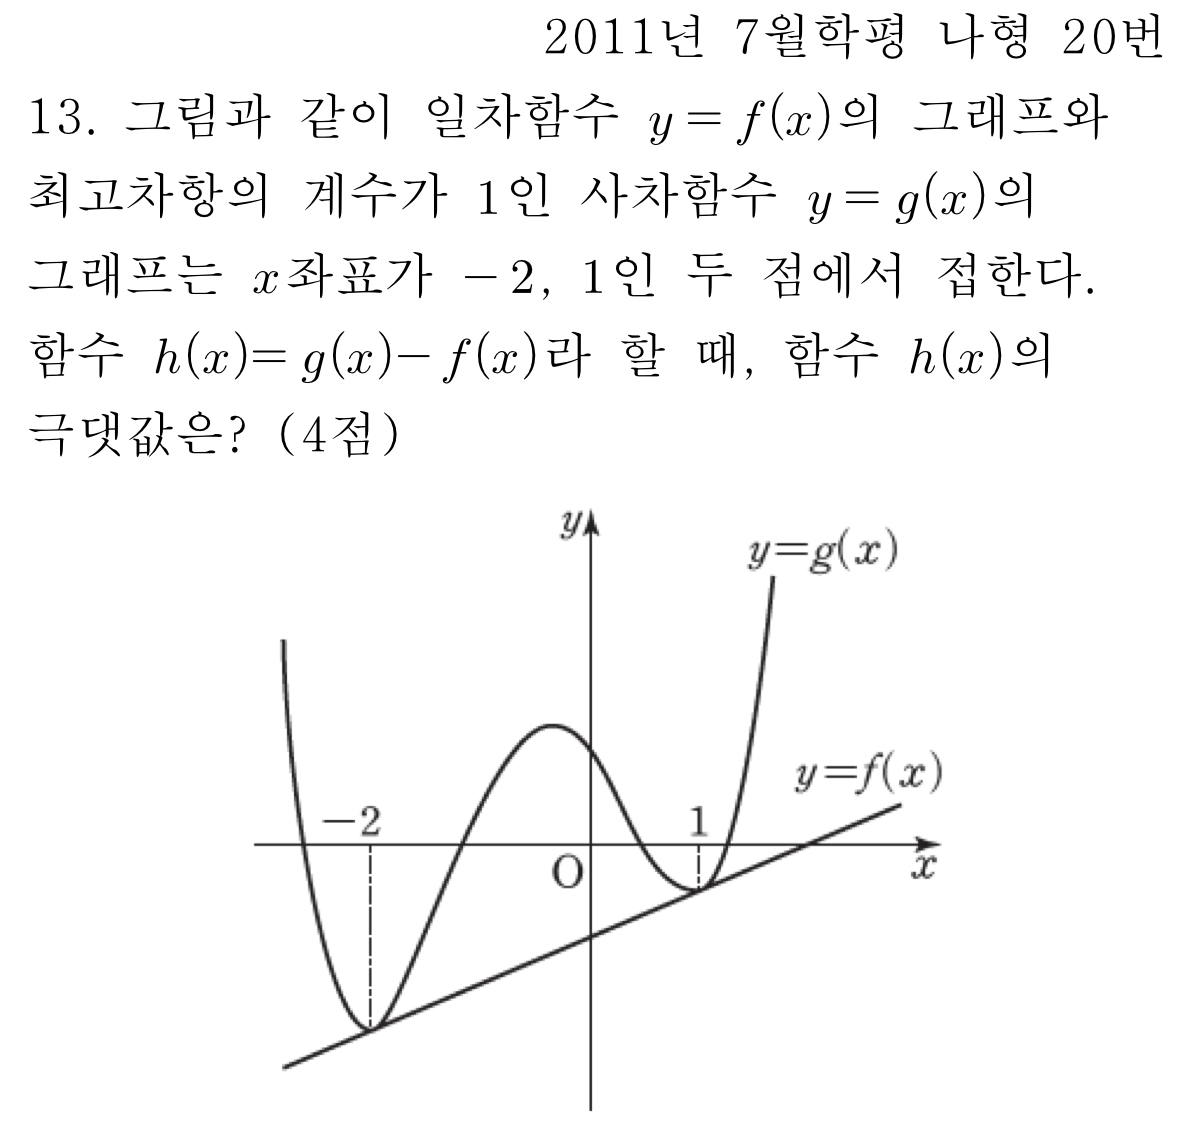 2011년 7월학평 나형 20번
13. 그림과 같이 일차함수 y = f(x)의 그래프와
최고차항의 계수가 1인 사차함수 y = g(x)의
그래프는 x좌표가 -2, 1인 두 점에서 접한다.
함수 h(x)= g(x)- f(x)라 할 때, 함수 h(x)의
극댓값은? (4점)
y
y=g(x)
y=f(x)
-2
1
O
x